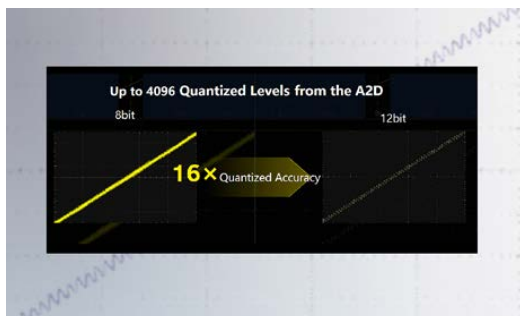 Up to 4096 Quantized Levels from the A2D
8bit
12bit
16× Quantized Accuracy